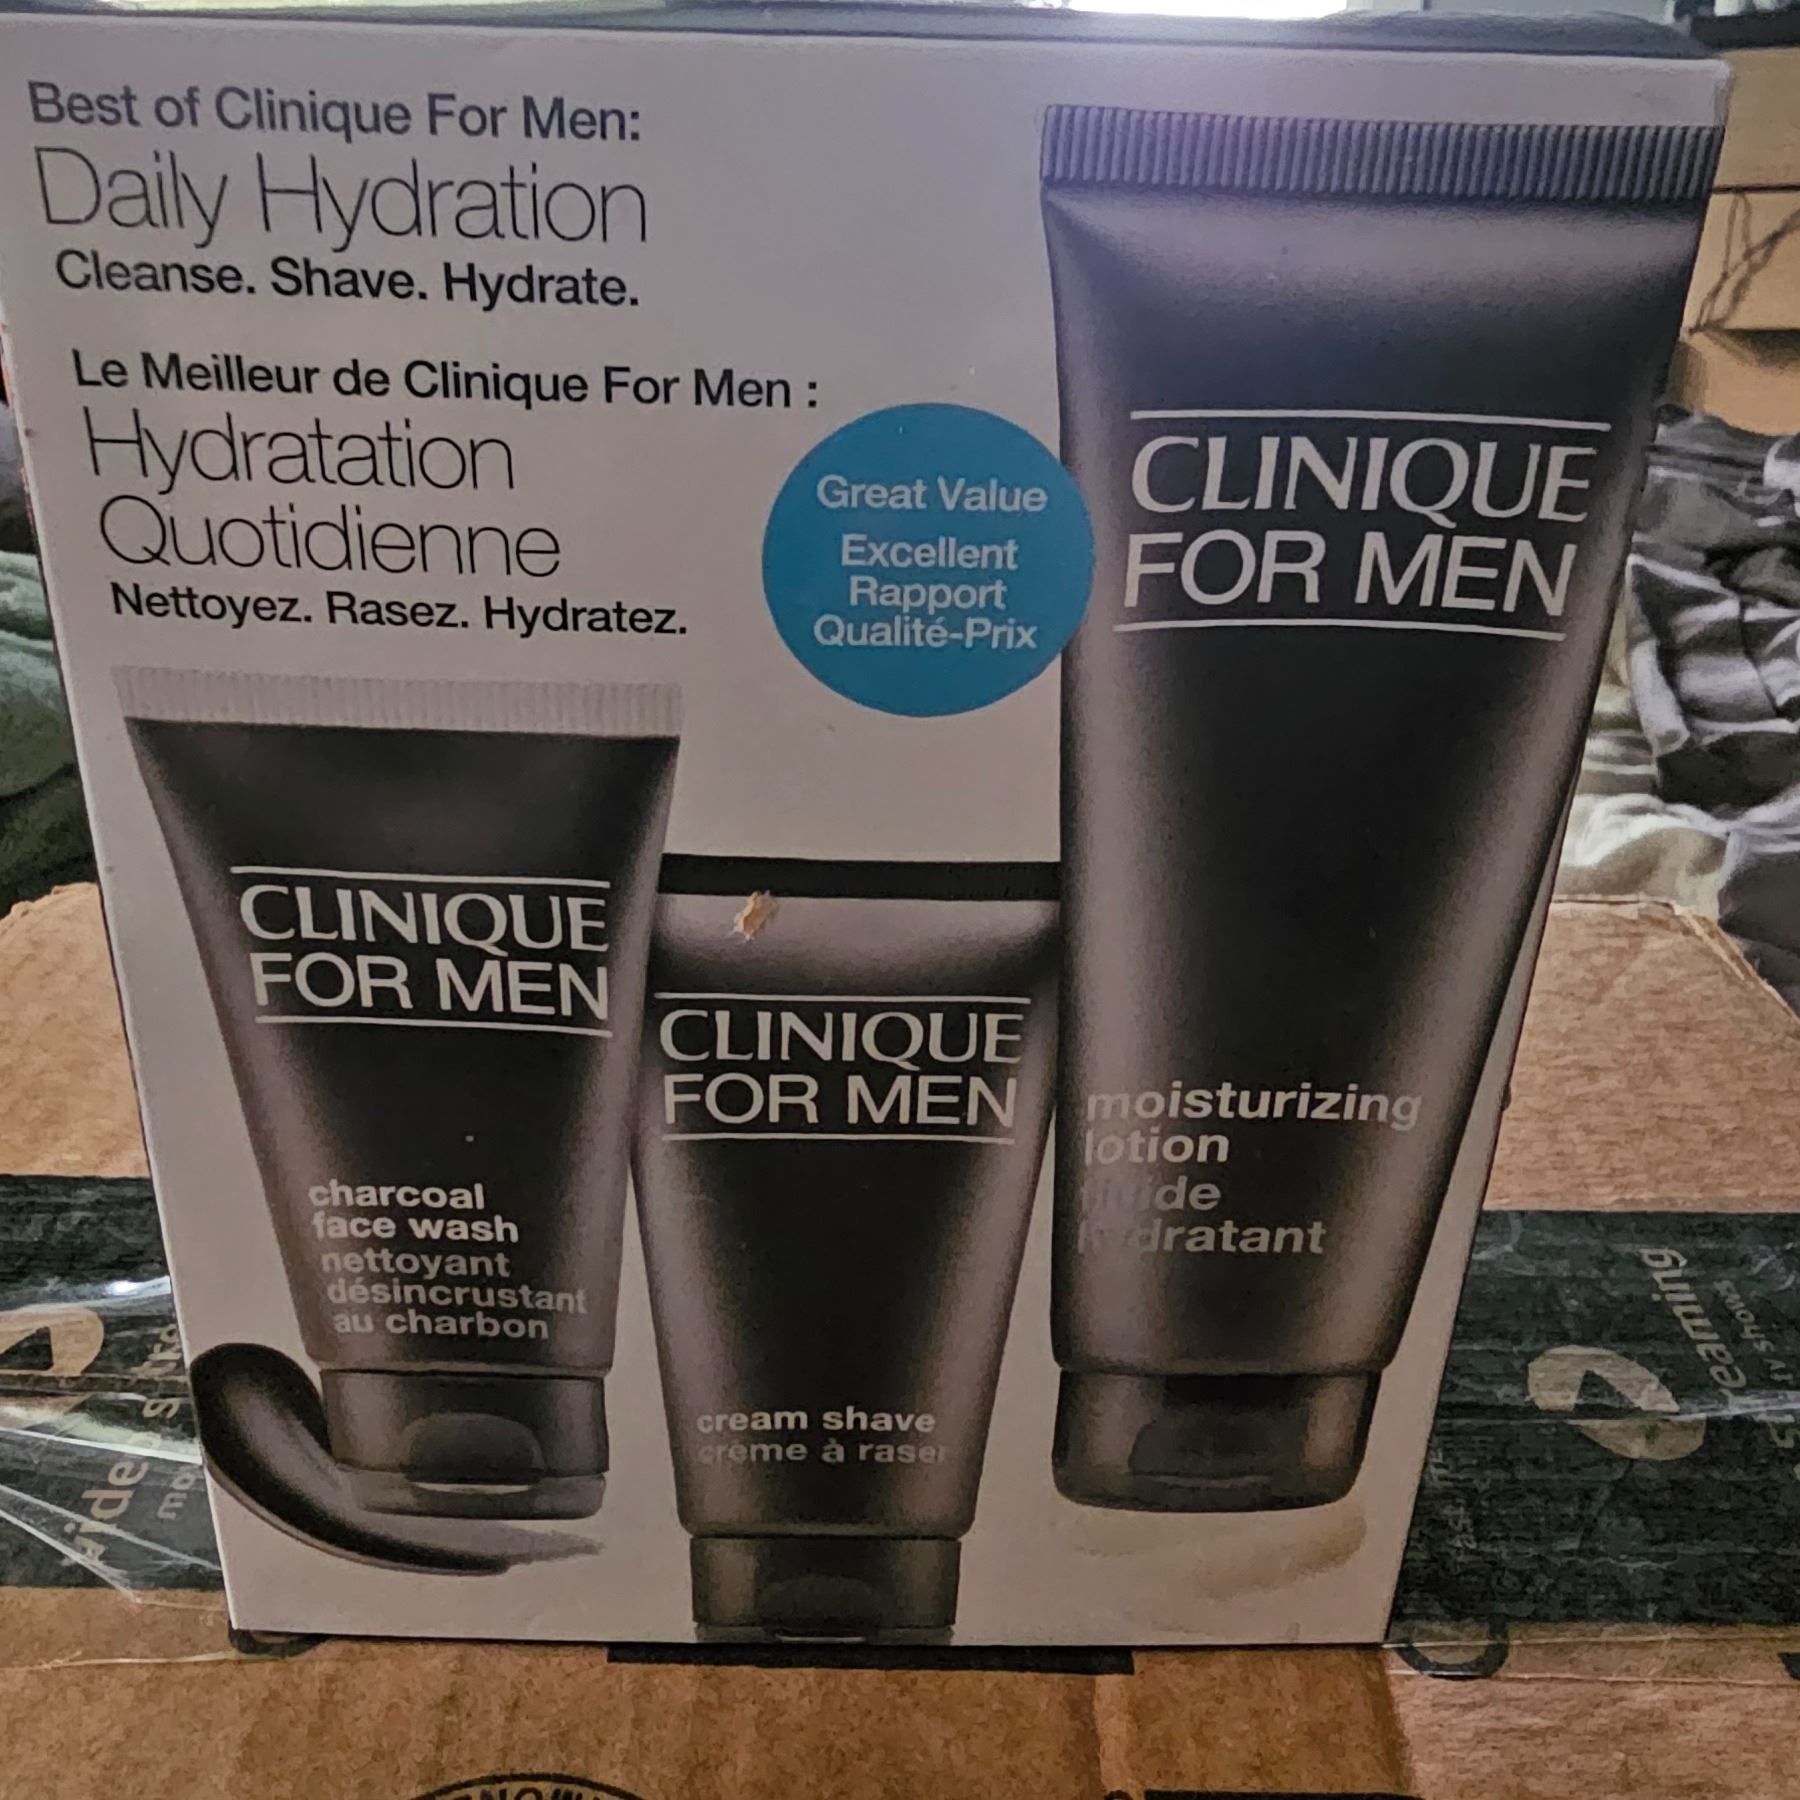 Best of Clinique For Men:
Daily Hydration
Cleanse. Shave. Hydrate.
Le Meilleur de Clinique For Men :
Hydratation
Quotidienne
Nettoyez. Rasez. Hydratez.
Great Value
Excellent
Rapport
Qualité-Prix
CLINIQUE
FOR MEN
moisturizing
lotion
hydratant
CLINIQUE
FOR MEN
charcoal
face wash
nettoyant
désincrustant
au charbon
CLINIQUE
FOR MEN
cream shave
crème à raser